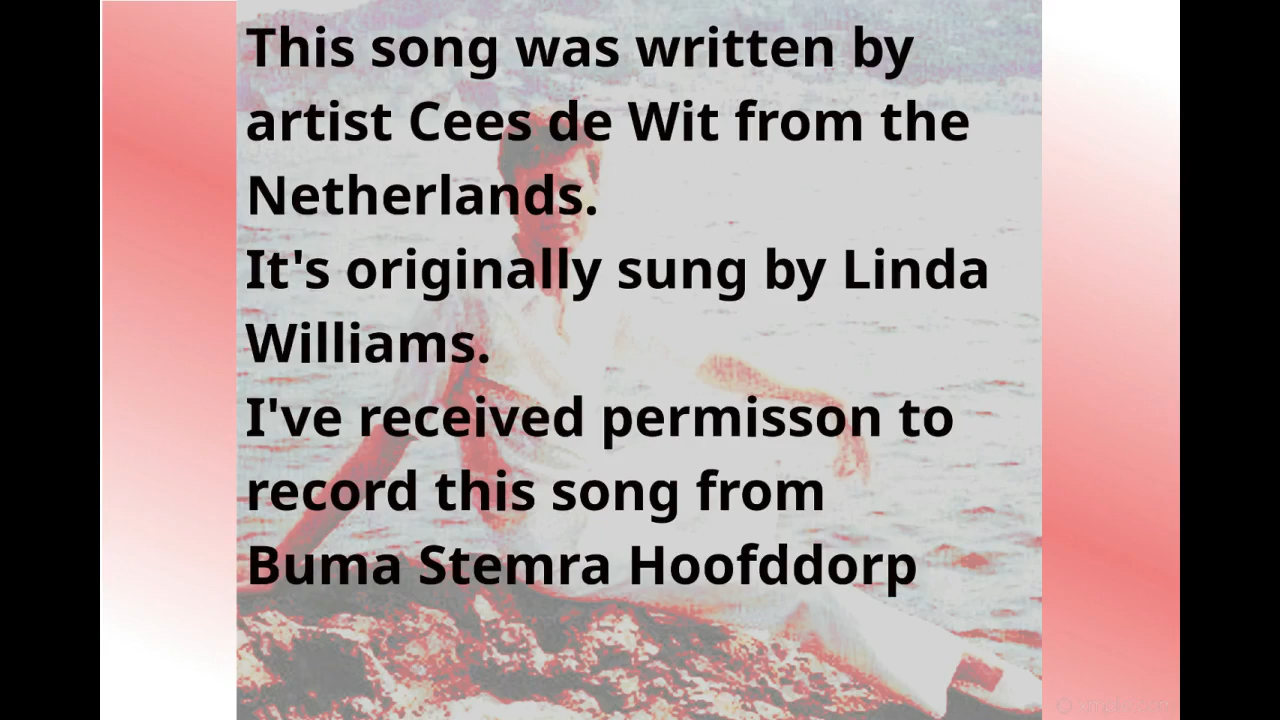 This song was written by
artist Cees de Wit from the
Netherlands.
It's originally sung by Linda
Williams.
I've received permisson to
record this song from
Buma Stemra Hoofddorp